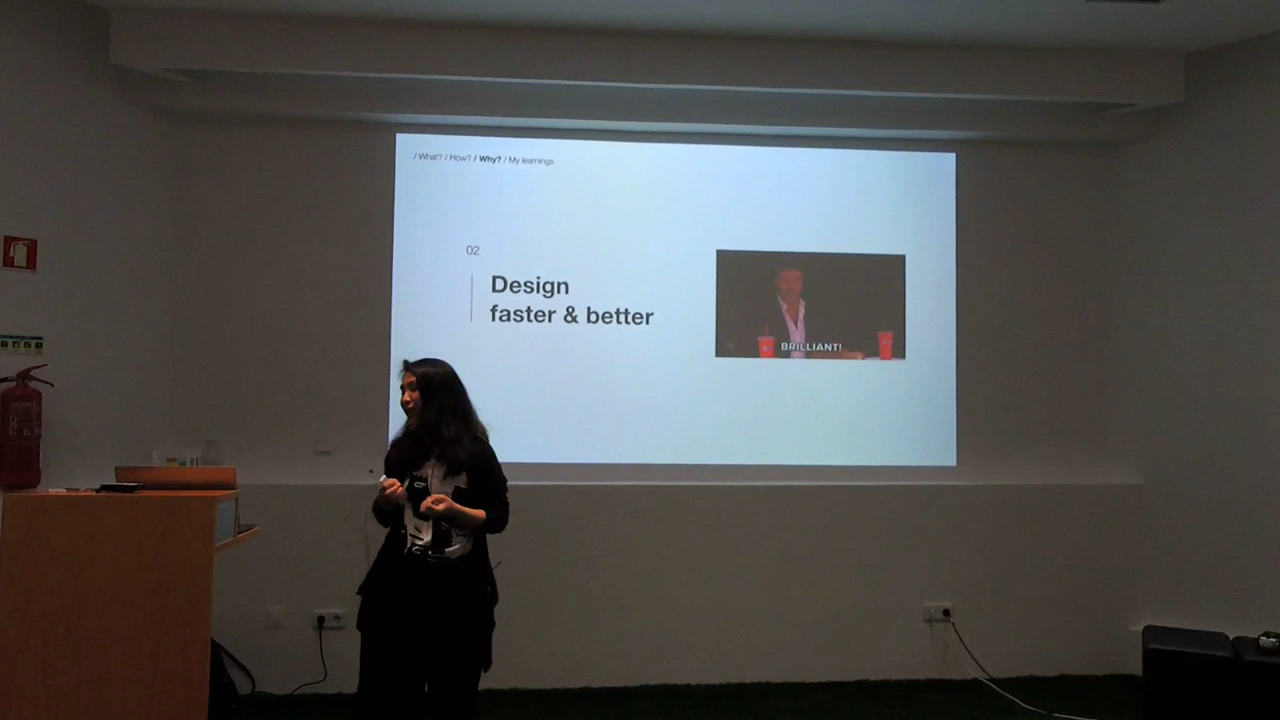 / What? / How? / Why? / My learnings
02
Design
faster & better
BRILLIANT!